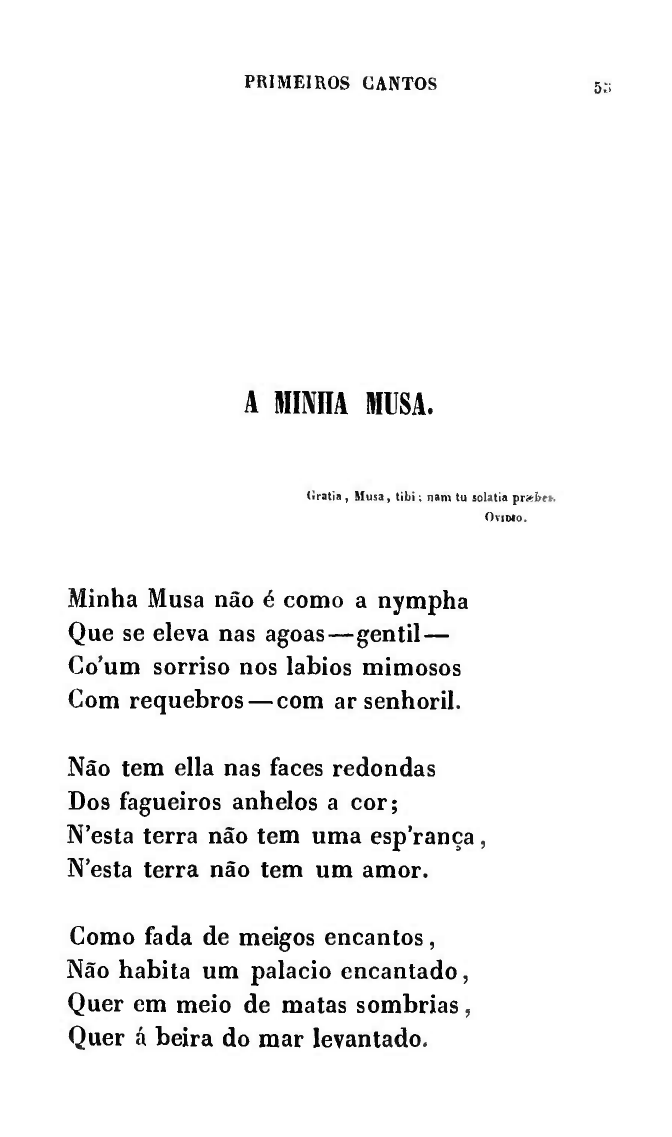 PRIMEIROS CANTOS 55
A MINHA MUSA.
Gratia, Musa, tibi; nam tu solatia præbes.
OVIDIO.
Minha Musa não é como a nympha
Que se eleva nas agoas—gentil—
Co'um sorriso nos labios mimosos
Com requebros—com ar senhoril.
Não tem ella nas faces redondas
Dos fagueiros anhelos a cor;
N'esta terra não tem uma esp'rança,
N'esta terra não tem um amor.
Como fada de meigos encantos,
Não habita um palacio encantado,
Quer em meio de matas sombrias,
Quer á beira do mar levantado.